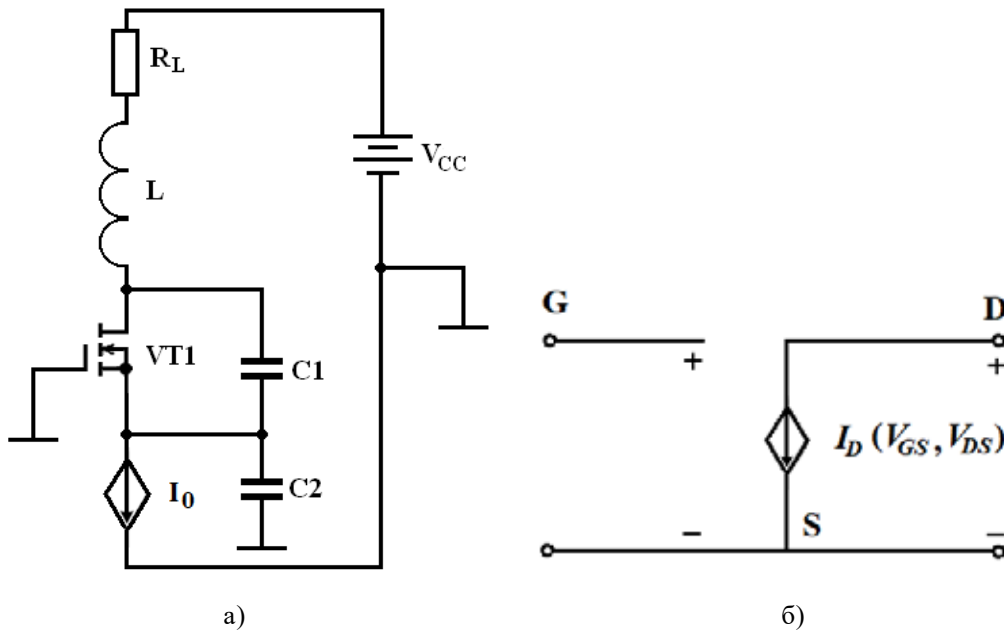 R_L
L
V_CC
VT1
C1
I_0
C2
G
D
+
+
I_D (V_GS, V_DS)
−
S
−
а)
б)